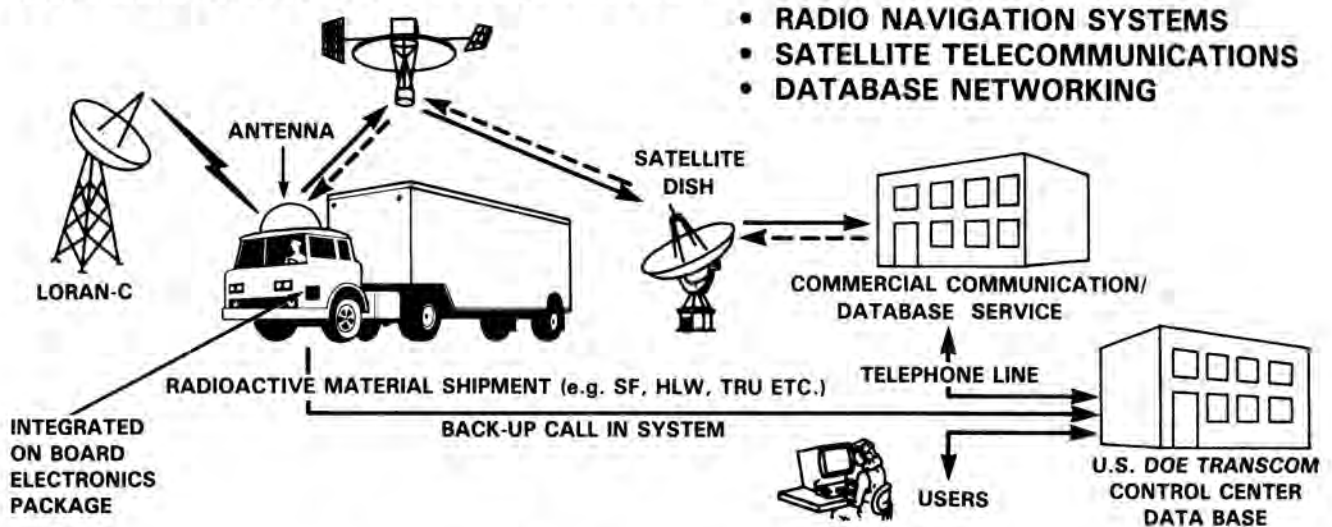 • RADIO NAVIGATION SYSTEMS
• SATELLITE TELECOMMUNICATIONS
• DATABASE NETWORKING
ANTENNA
SATELLITE
DISH
LORAN-C
COMMERCIAL COMMUNICATION/
DATABASE SERVICE
RADIOACTIVE MATERIAL SHIPMENT (e.g. SF, HLW, TRU ETC.)
TELEPHONE LINE
BACK-UP CALL IN SYSTEM
INTEGRATED
ON BOARD
ELECTRONICS
PACKAGE
USERS
U.S. DOE TRANSCOM
CONTROL CENTER
DATA BASE